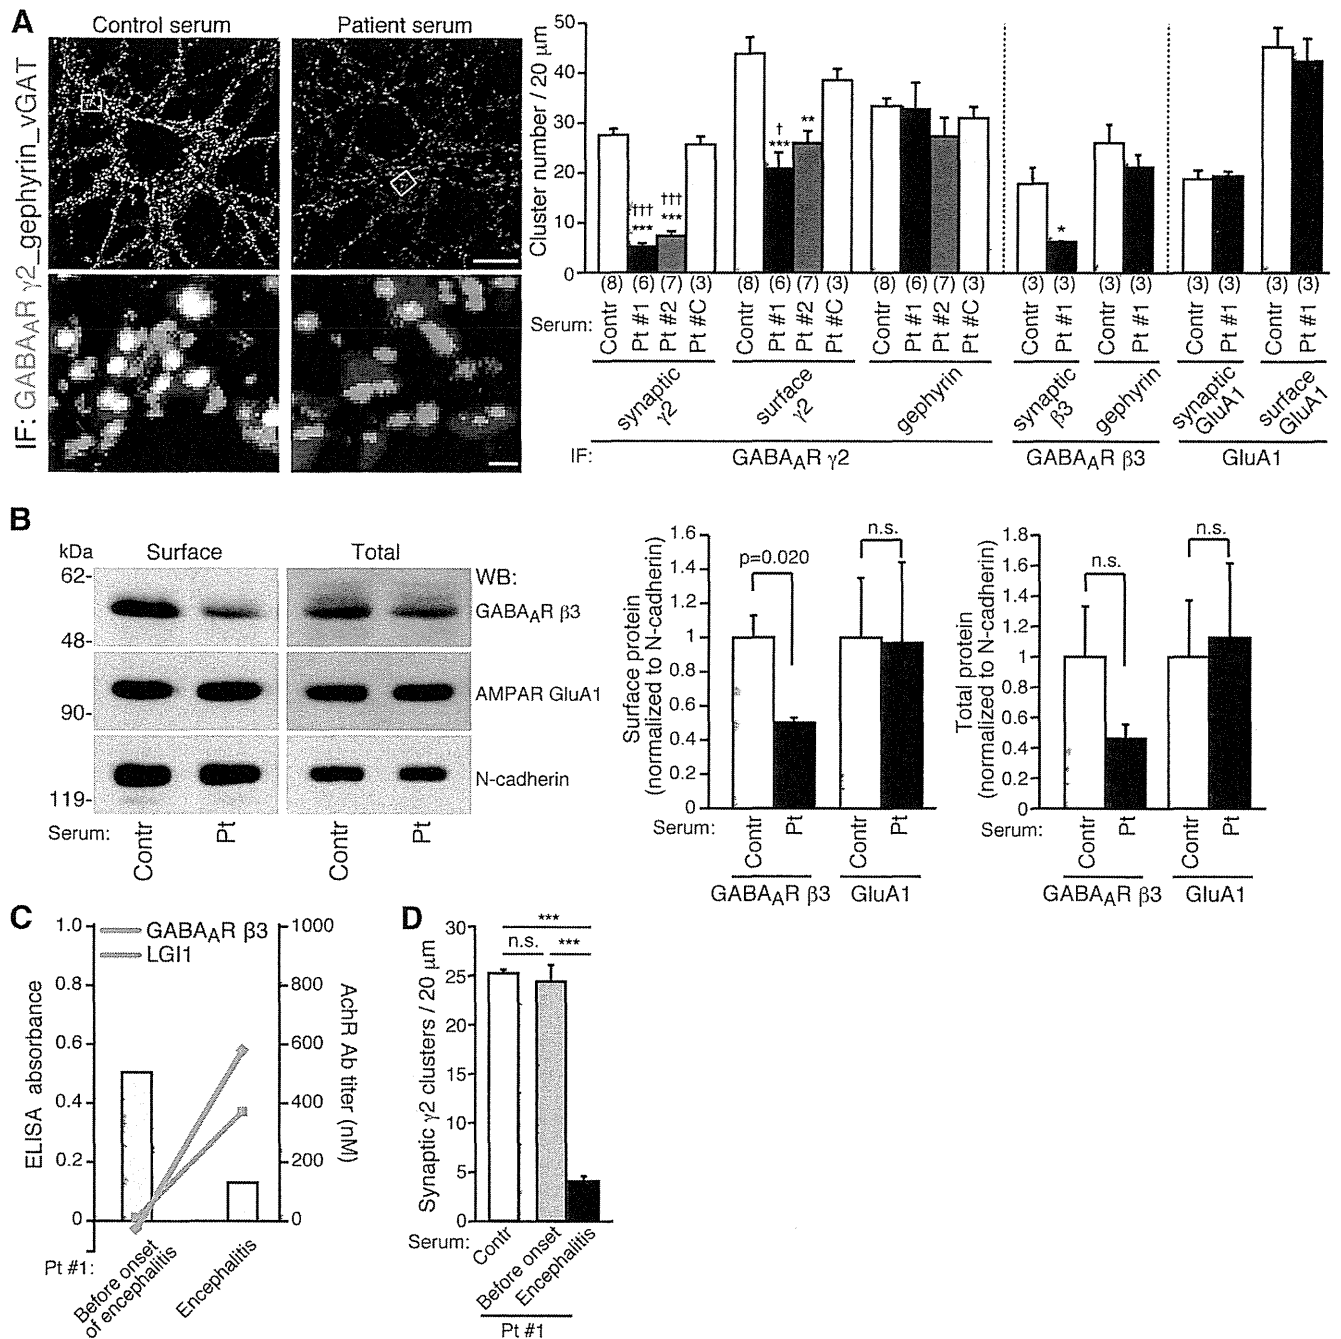 A
Control serum
Patient serum
IF: GABAAR γ2_gephyrin_vGAT
Cluster number / 20 μm
50
40
30
20
10
0
†††
***
†††
***
†
***
**
*
(8) (6) (7) (3) (8) (6) (7) (3) (8) (6) (7) (3) (3) (3) (3) (3) (3) (3) (3) (3)
Serum: Contr Pt #1 Pt #2 Pt #C Contr Pt #1 Pt #2 Pt #C Contr Pt #1 Pt #2 Pt #C Contr Pt #1 Contr Pt #1 Contr Pt #1 Contr Pt #1
synaptic γ2
surface γ2
gephyrin
synaptic β3
gephyrin
synaptic GluA1
surface GluA1
IF: GABAAR γ2 GABAAR β3 GluA1
B
kDa Surface Total
WB:
62-
GABAAR β3
48-
AMPAR GluA1
90-
N-cadherin
119-
Serum: Contr Pt Contr Pt
Surface protein
(normalized to N-cadherin)
1.6
1.4
1.2
1
0.8
0.6
0.4
0.2
0
p=0.020
n.s.
Serum: Contr Pt Contr Pt
GABAAR β3 GluA1
Total protein
(normalized to N-cadherin)
1.8
1.6
1.4
1.2
1
0.8
0.6
0.4
0.2
0
n.s.
n.s.
Serum: Contr Pt Contr Pt
GABAAR β3 GluA1
C
GABAAR β3
LGI1
ELISA absorbance
1.0
0.8
0.6
0.4
0.2
0
AchR Ab titer (nM)
1000
800
600
400
200
0
Pt #1:
Before onset
of encephalitis
Encephalitis
D
Synaptic γ2 clusters / 20 μm
30
25
20
15
10
5
0
***
n.s. ***
Serum: Contr
Before onset
Encephalitis
Pt #1